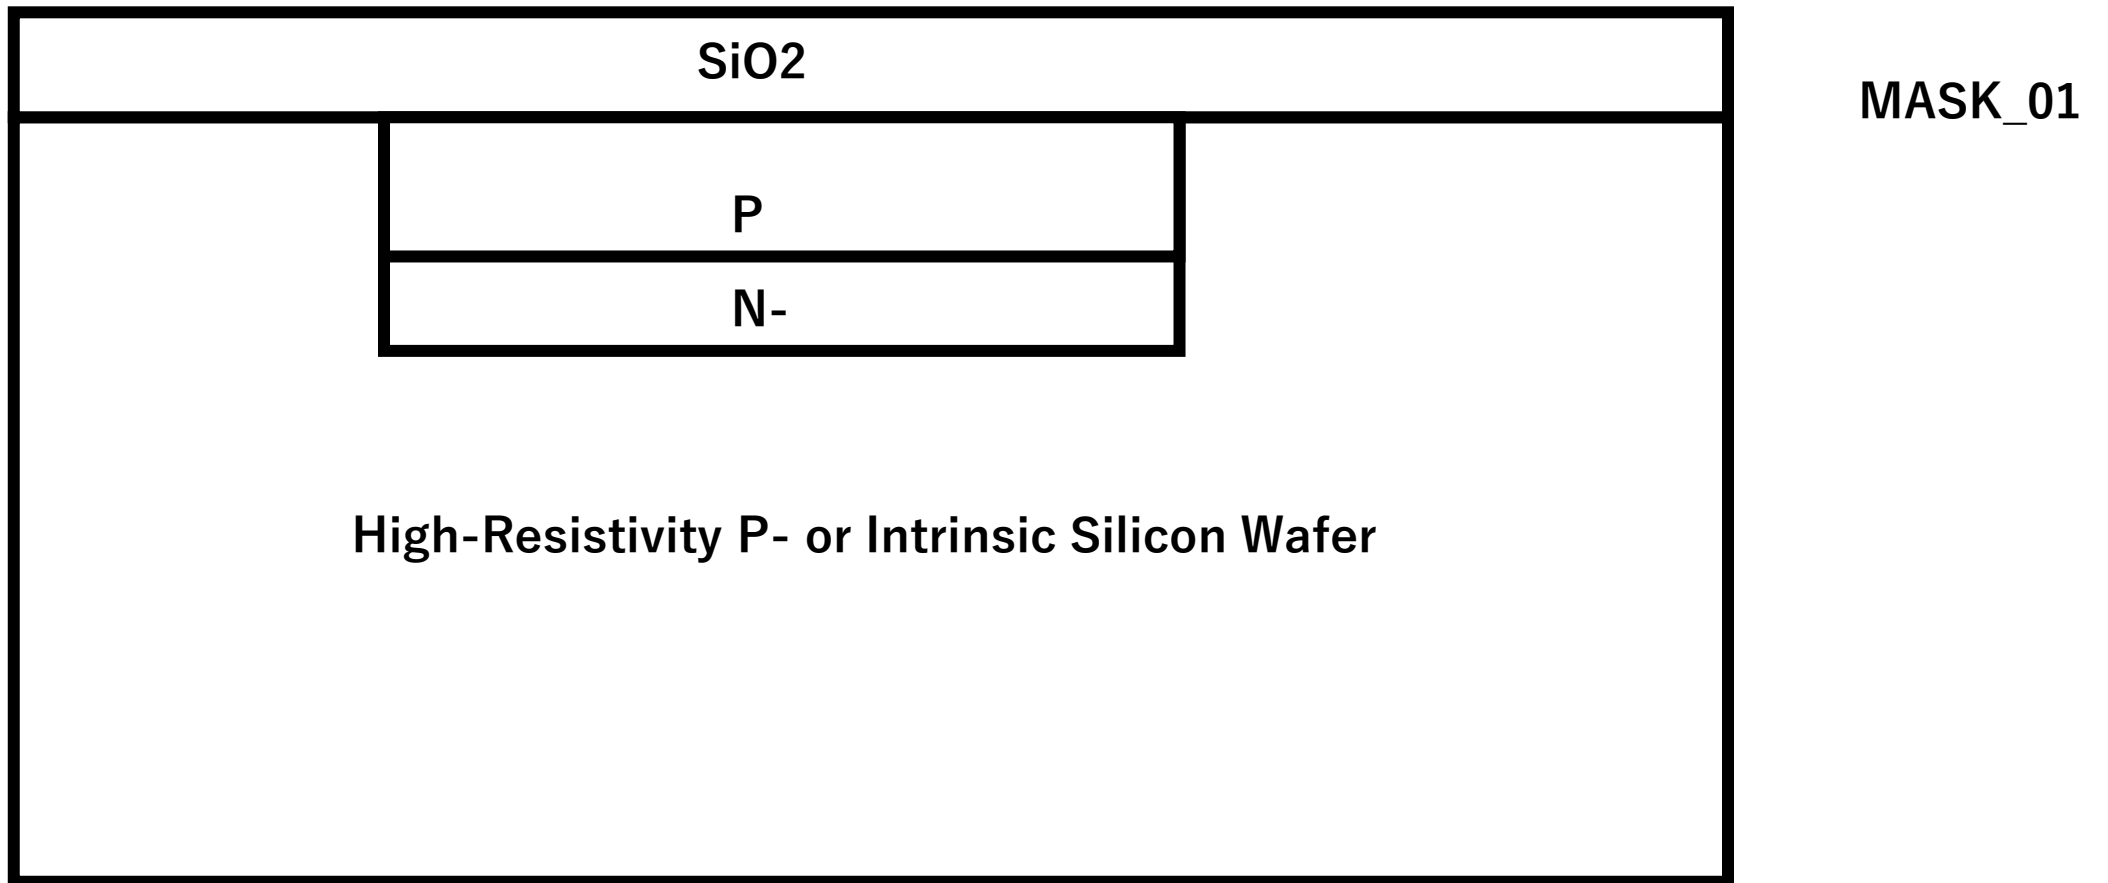 SiO2
MASK_01
P
N-
High-Resistivity P- or Intrinsic Silicon Wafer